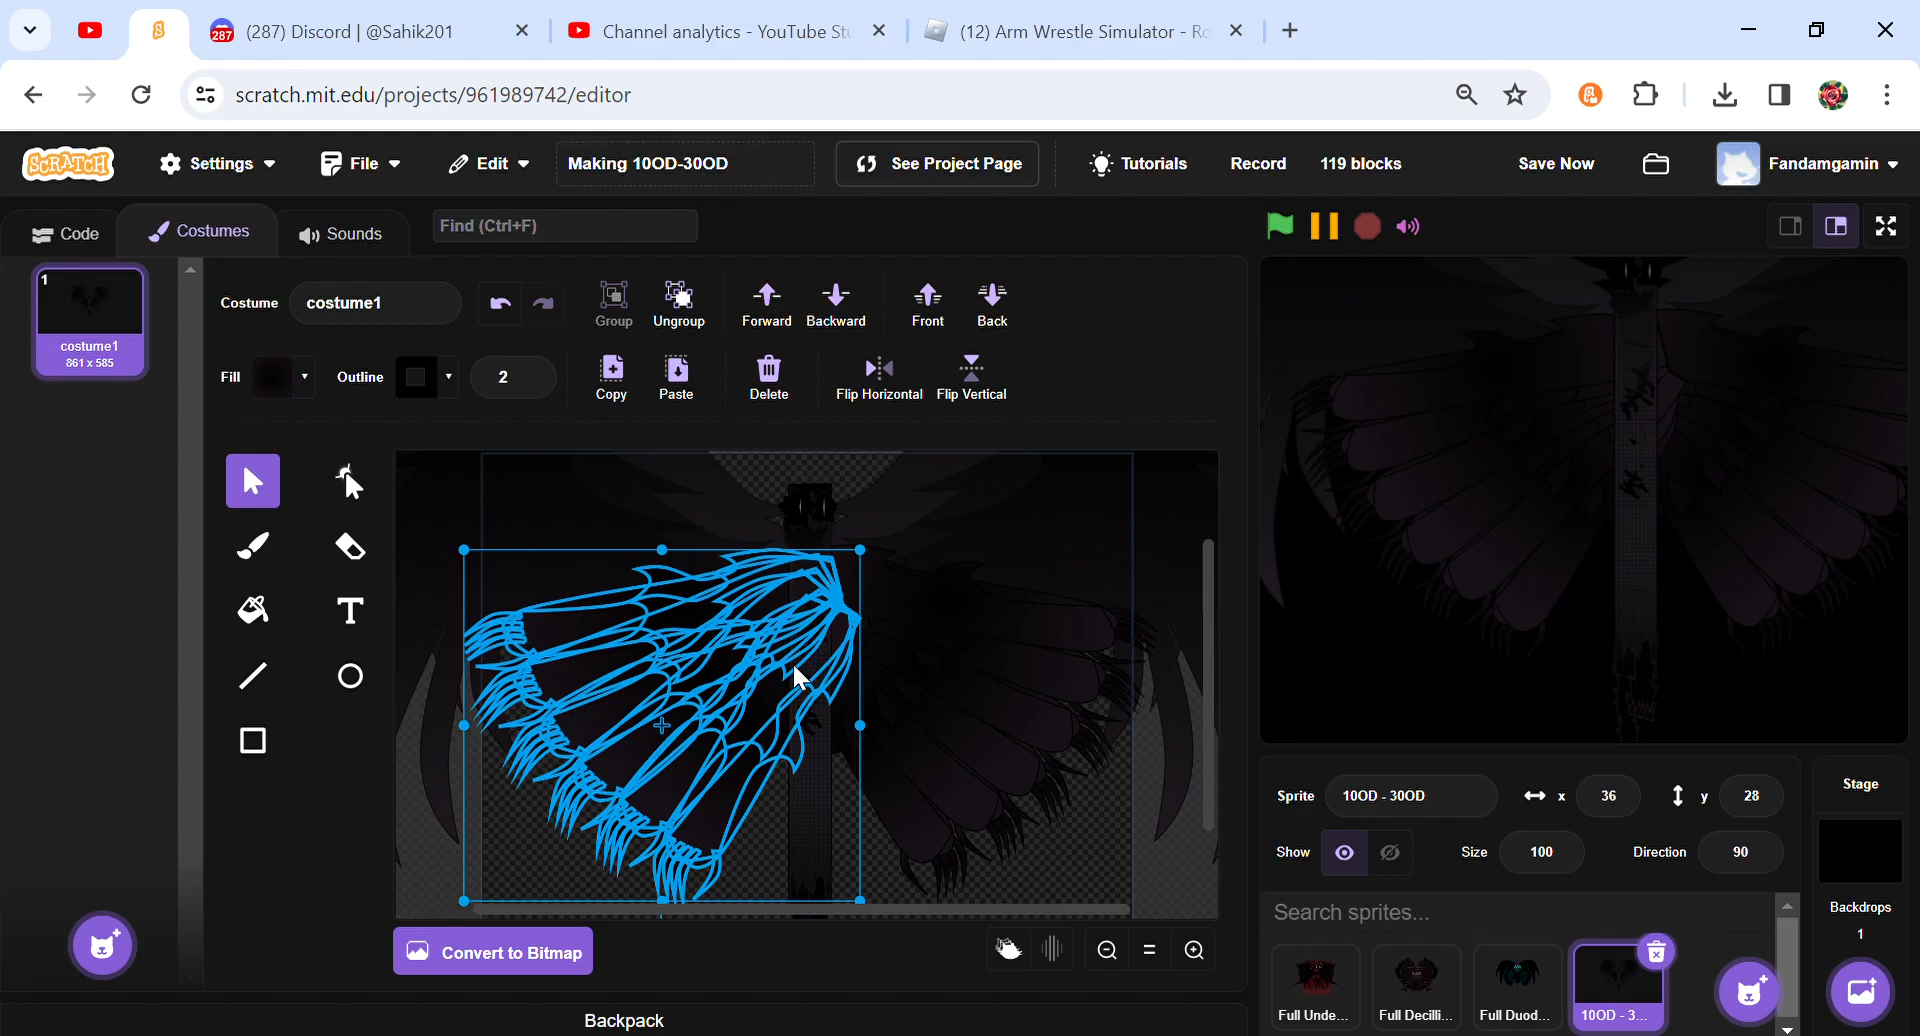 287
(287) Discord | @Sahik201
Channel analytics - YouTube Stu
(12) Arm Wrestle Simulator - Ro
scratch.mit.edu/projects/961989742/editor
SCRATCH
Settings
File
Edit
Making 10OD-30OD
See Project Page
Tutorials
Record
119 blocks
Save Now
Fandamgamin
Code
Costumes
Sounds
Find (Ctrl+F)
1
costume1
861 x 585
Costume
costume1
Group
Ungroup
Forward
Backward
Front
Back
Fill
Outline
2
Copy
Paste
Delete
Flip Horizontal
Flip Vertical
T
Convert to Bitmap
Backpack
Sprite
10OD - 30OD
x
36
y
28
Show
Size
100
Direction
90
Stage
Search sprites...
Backdrops
1
Full Unde...
Full Decilli...
Full Duod...
10OD - 3...